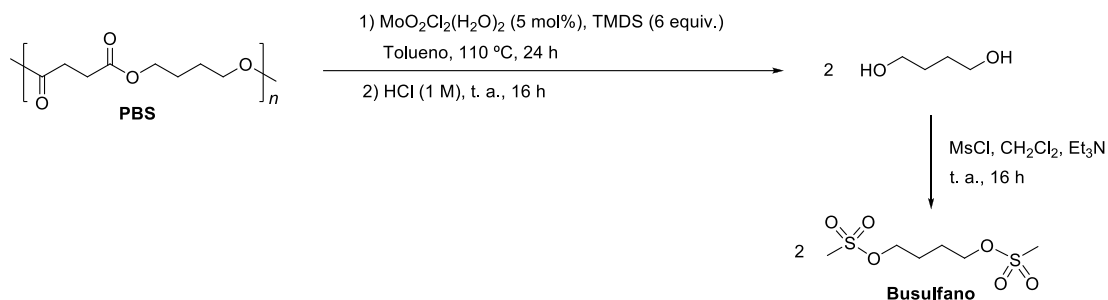 1) MoO2Cl2(H2O)2 (5 mol%), TMDS (6 equiv.)
Tolueno, 110 ºC, 24 h
2) HCl (1 M), t. a., 16 h
O
O
O
O
n
PBS
2
HO
OH
MsCl, CH2Cl2, Et3N
t. a., 16 h
2
O
O
S
O
O
S
O
O
Busulfano